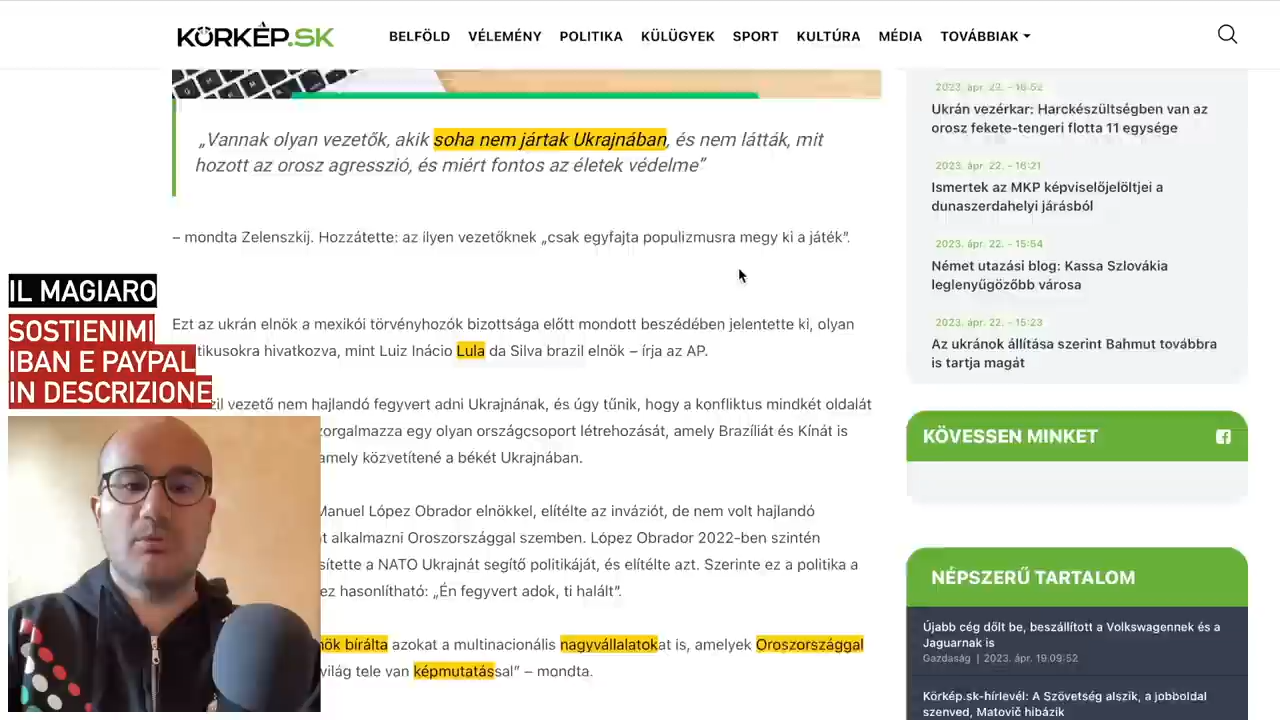 KÖRKÉP.SK
BELFÖLD VÉLEMÉNY POLITIKA KÜLÜGYEK SPORT KULTÚRA MÉDIA TOVÁBBIAK
„Vannak olyan vezetők, akik soha nem jártak Ukrajnában, és nem látták, mit
hozott az orosz agresszió, és miért fontos az életek védelme”
– mondta Zelenszkij. Hozzátette: az ilyen vezetőknek „csak egyfajta populizmusra megy ki a játék”.
Ezt az ukrán elnök a mexikói törvényhozók bizottsága előtt mondott beszédében jelentette ki, olyan
tikusokra hivatkozva, mint Luiz Inácio Lula da Silva brazil elnök – írja az AP.
zil vezető nem hajlandó fegyvert adni Ukrajnának, és úgy tűnik, hogy a konfliktus mindkét oldalát
zorgalmazza egy olyan országcsoport létrehozását, amely Brazíliát és Kínát is
amely közvetítené a békét Ukrajnában.
Manuel López Obrador elnökkel, elítélte az inváziót, de nem volt hajlandó
t alkalmazni Oroszországgal szemben. López Obrador 2022-ben szintén
sítette a NATO Ukrajnát segítő politikáját, és elítélte azt. Szerinte ez a politika a
ez hasonlítható: „Én fegyvert adok, ti halált”.
nök bírálta azokat a multinacionális nagyvállalatokat is, amelyek Oroszországgal
világ tele van képmutatással” – mondta.
IL MAGIARO
SOSTIENIMI
IBAN E PAYPAL
IN DESCRIZIONE
2023. ápr. 22. - 16:52
Ukrán vezérkar: Harckészültségben van az
orosz fekete-tengeri flotta 11 egysége
2023. ápr. 22. - 16:21
Ismertek az MKP képviselőjelöltjei a
dunaszerdahelyi járásból
2023. ápr. 22. - 15:54
Német utazási blog: Kassa Szlovákia
leglenyűgözőbb városa
2023. ápr. 22. - 15:23
Az ukránok állítása szerint Bahmut továbbra
is tartja magát
KÖVESSEN MINKET
NÉPSZERŰ TARTALOM
Újabb cég dőlt be, beszállított a Volkswagennek és a
Jaguarnak is
Gazdaság | 2023. ápr. 19.09:52
Körkép.sk-hírlevél: A Szövetség alszik, a jobboldal
szenved, Matovič hibázik